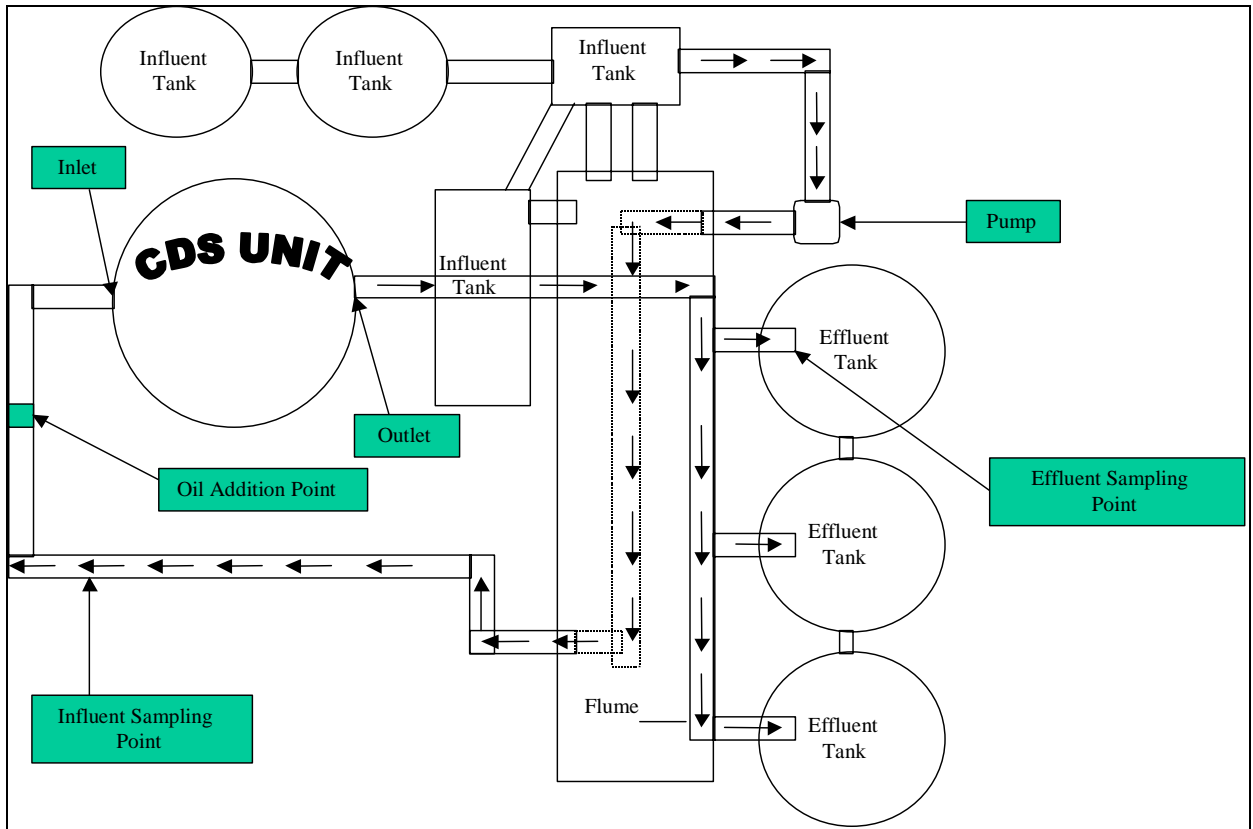 Influent
Tank
Influent
Tank
Influent
Tank
Inlet
CDS UNIT
Pump
Influent
Tank
Effluent
Tank
Outlet
Oil Addition Point
Effluent Sampling
Point
Effluent
Tank
Influent Sampling
Point
Flume
Effluent
Tank